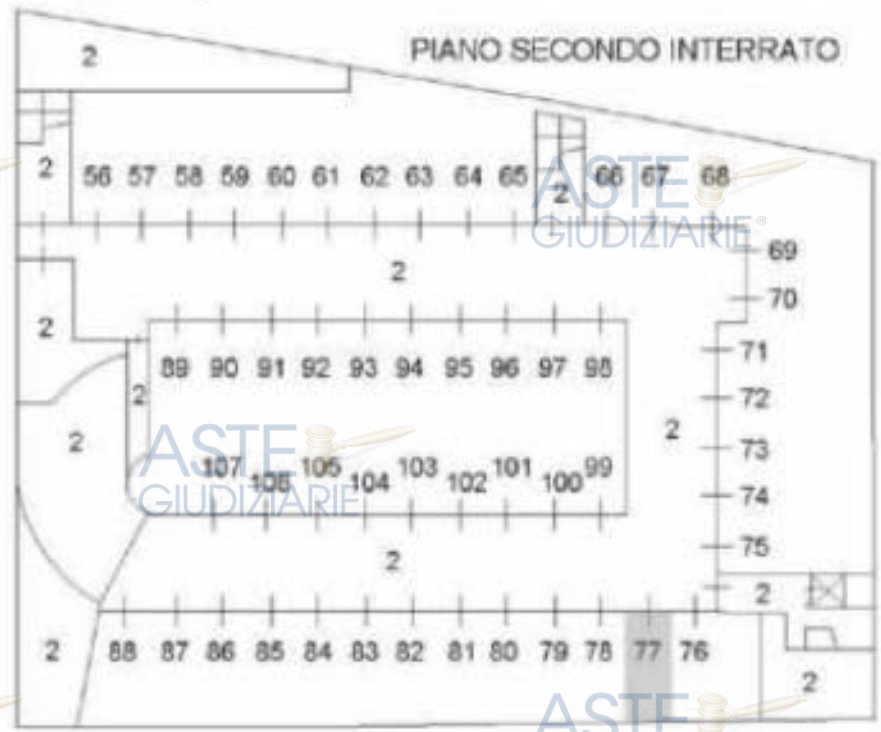 2
PIANO SECONDO INTERRATO
2 56 57 58 59 60 61 62 63 64 65 2 66 67 68
ASTE
GIUDIZIARIE®
69
2
70
2
71
89 90 91 92 93 94 95 96 97 98
2
72
2
2
73
ASTE
GIUDIZIARIE
107 106 105 104 103 102 101 100 99
74
75
2
2
2 88 87 86 85 84 83 82 81 80 79 78 77 76
2
ASTE